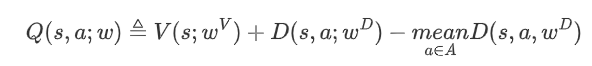 Q(s, a; w) ≜ V(s; w^V) + D(s, a; w^D) − mean_{a∈A} D(s, a, w^D)